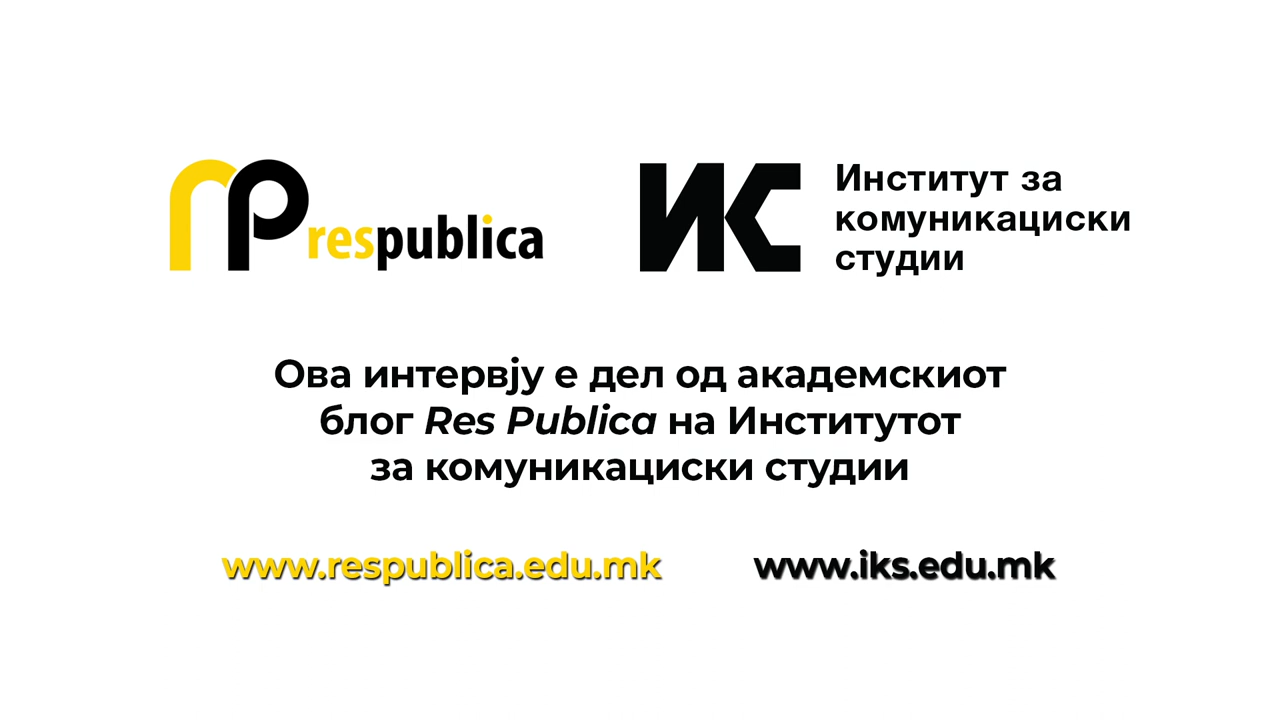 respublica
ИКС
Институт за
комуникациски
студии
Ова интервју е дел од академскиот
блог Res Publica на Институтот
за комуникациски студии
www.respublica.edu.mk
www.iks.edu.mk